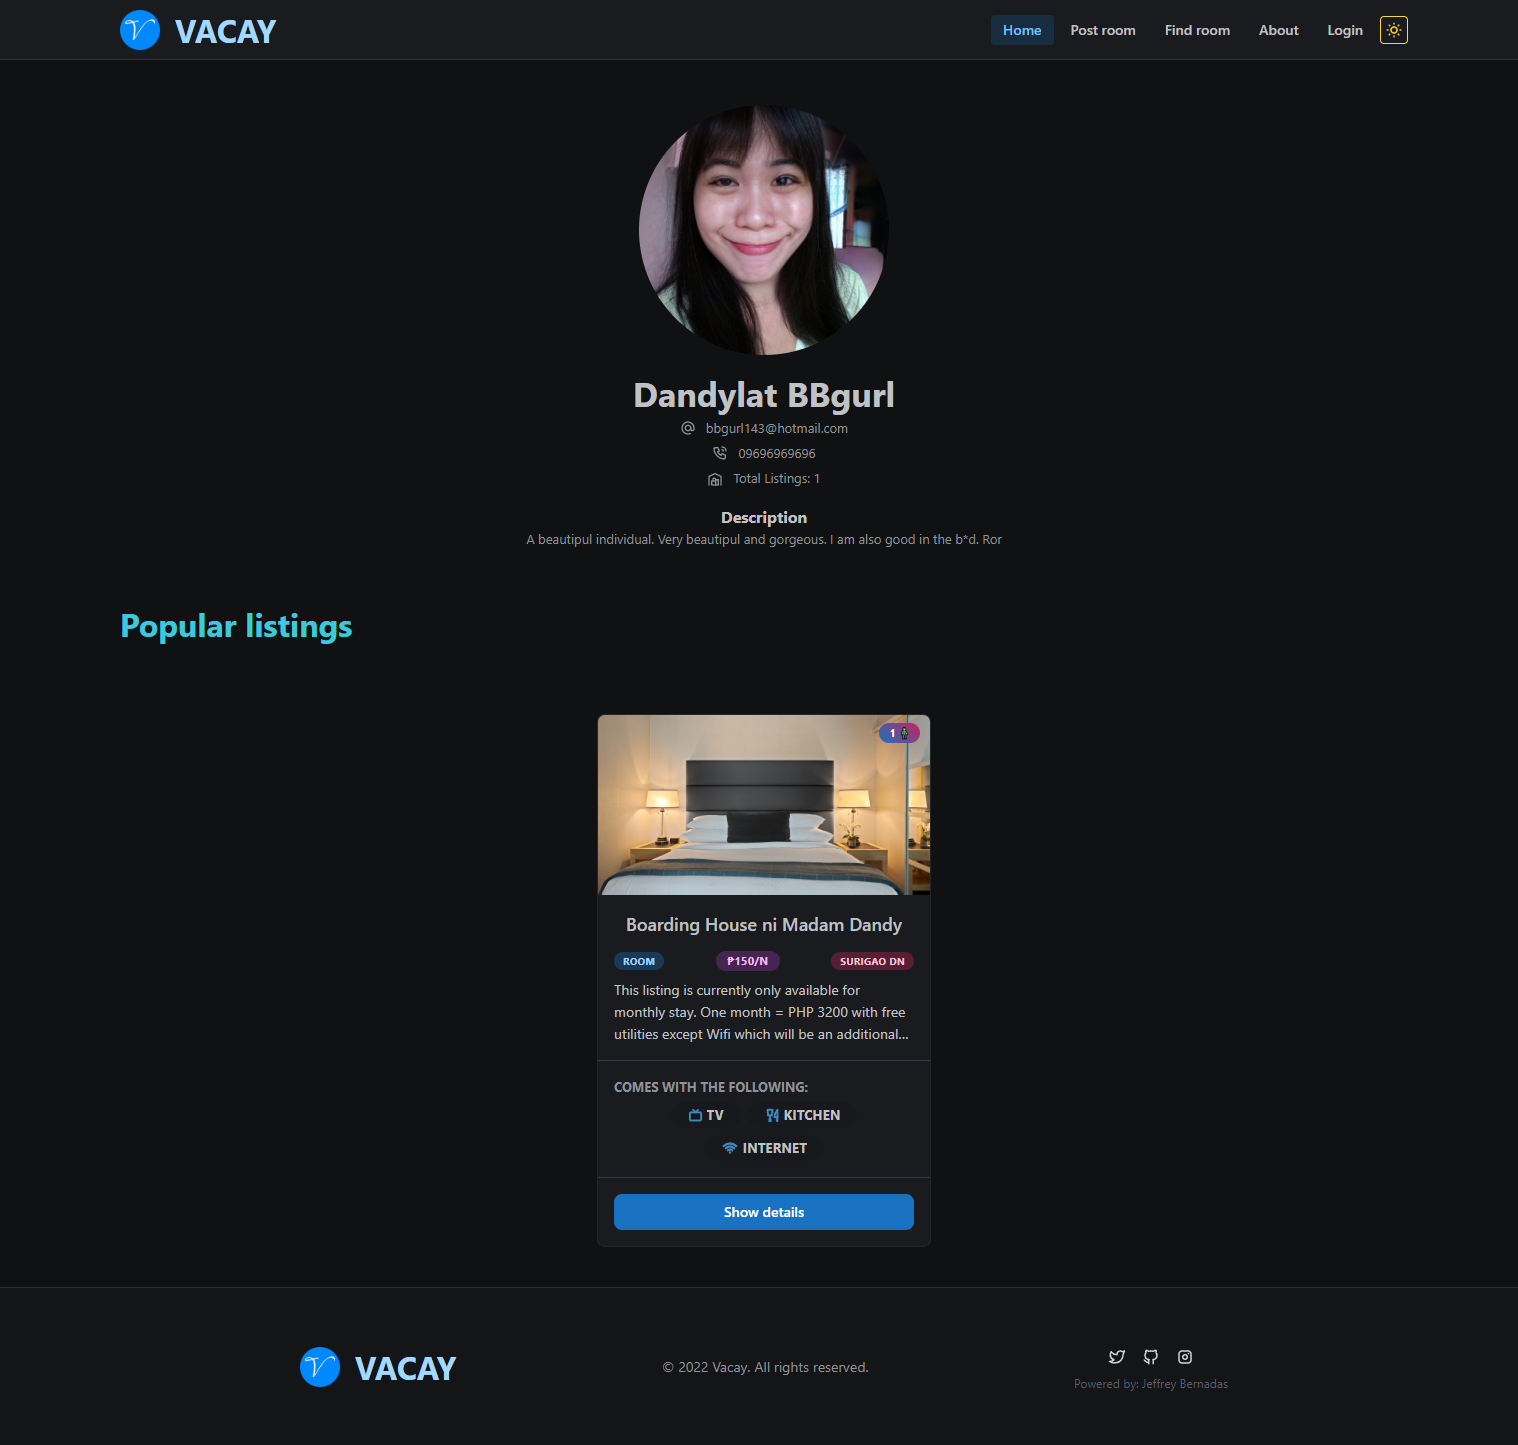 VACAY
Home Post room Find room About Login
Dandylat BBgurl
bbgurl143@hotmail.com
09696969696
Total Listings: 1
Description
A beautipul individual. Very beautipul and gorgeous. I am also good in the b*d. Ror
Popular listings
1
Boarding House ni Madam Dandy
ROOM ₱150/N SURIGAO DN
This listing is currently only available for
monthly stay. One month = PHP 3200 with free
utilities except Wifi which will be an additional...
COMES WITH THE FOLLOWING:
TV KITCHEN
INTERNET
Show details
VACAY
© 2022 Vacay. All rights reserved.
Powered by: Jeffrey Bernadas